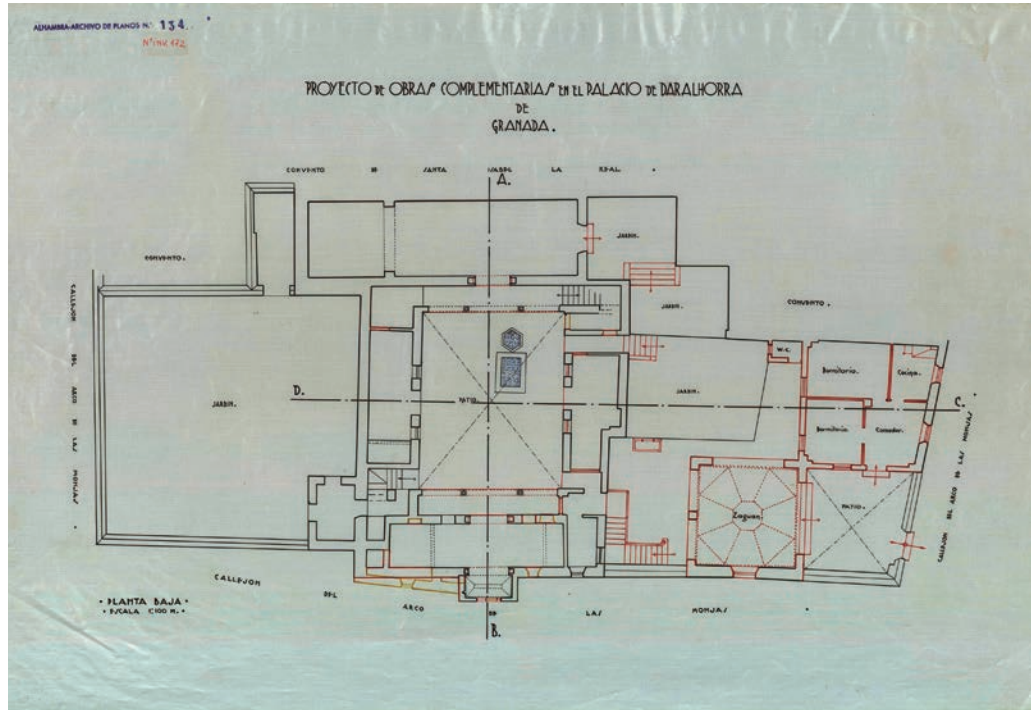 ALHAMBRA-ARCHIVO DE PLANOS N.º 134.
Nº INV. 172
PROYECTO DE OBRAS COMPLEMENTARIAS EN EL PALACIO DE DARALHORRA
DE
GRANADA.
CONVENTO DE SANTA ISABEL LA REAL.
A.
JARDIN.
CONVENTO.
JARDIN.
CONVENTO.
CALLEJON DEL ARCO DE LAS MONJAS.
W.C.
Dormitorio.
Cocina.
D.
JARDIN.
PATIO.
JARDIN.
C.
Dormitorio.
Comedor.
Zaguan.
PATIO.
CALLEJON DEL ARCO DE LAS MONJAS
CALLEJON DEL ARCO DE LAS MONJAS.
• PLANTA BAJA •
• ESCALA 1:100 M. •
B.